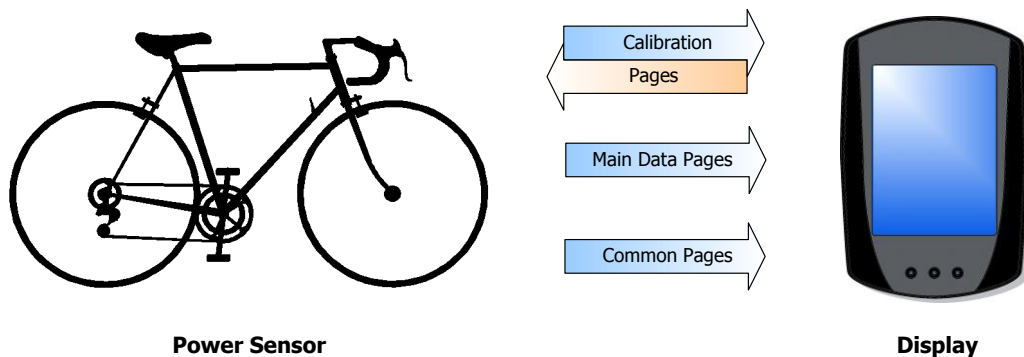 Calibration
Pages
Main Data Pages
Common Pages
Power Sensor
Display